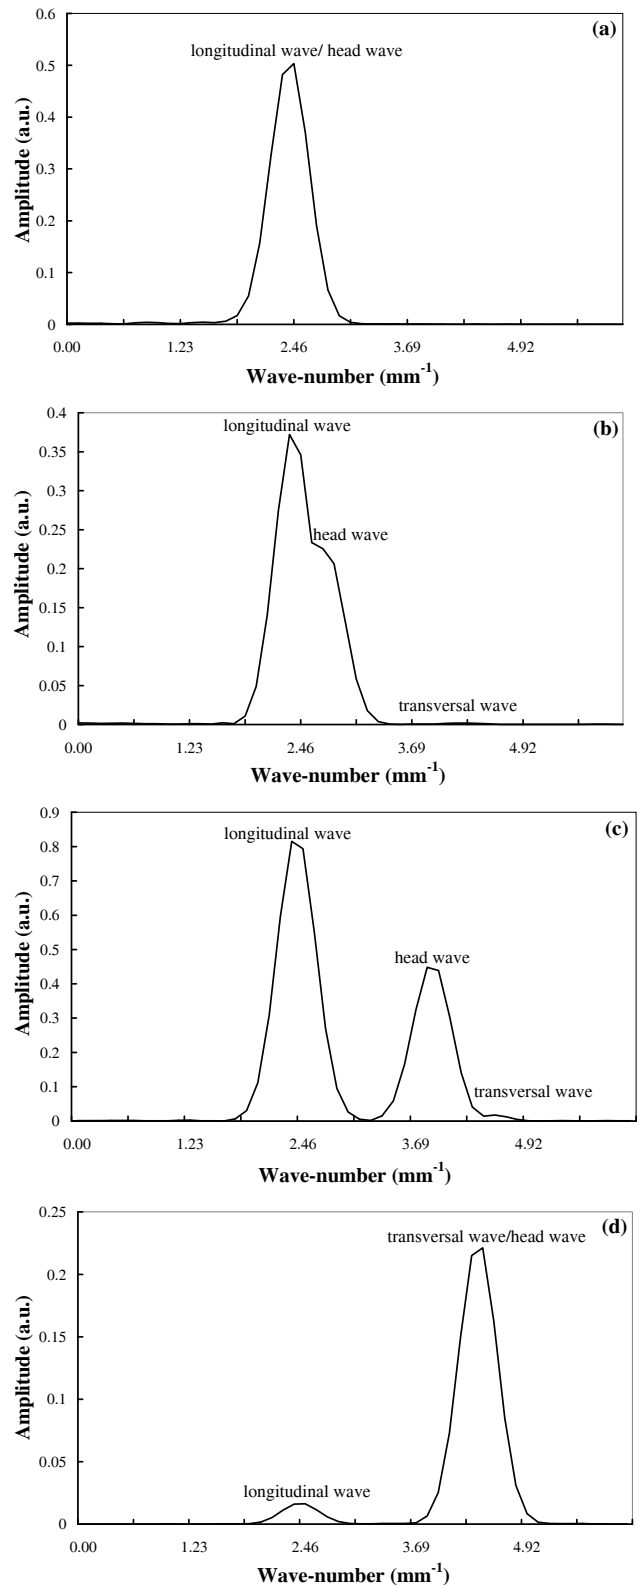 0.6
(a)
longitudinal wave/ head wave
0.5
0.4
0.3
0.2
0.1
0
Amplitude (a.u.)
0.00 1.23 2.46 3.69 4.92
Wave-number (mm⁻¹)
0.4
(b)
longitudinal wave
0.35
0.3
0.25
head wave
0.2
0.15
0.1
0.05
transversal wave
0
Amplitude (a.u.)
0.00 1.23 2.46 3.69 4.92
Wave-number (mm⁻¹)
0.9
(c)
longitudinal wave
0.8
0.7
0.6
0.5
head wave
0.4
0.3
0.2
0.1
transversal wave
0
Amplitude (a.u.)
0.00 1.23 2.46 3.69 4.92
Wave-number (mm⁻¹)
0.25
(d)
transversal wave/head wave
0.2
0.15
0.1
0.05
longitudinal wave
0
Amplitude (a.u.)
0.00 1.23 2.46 3.69 4.92
Wave-number (mm⁻¹)